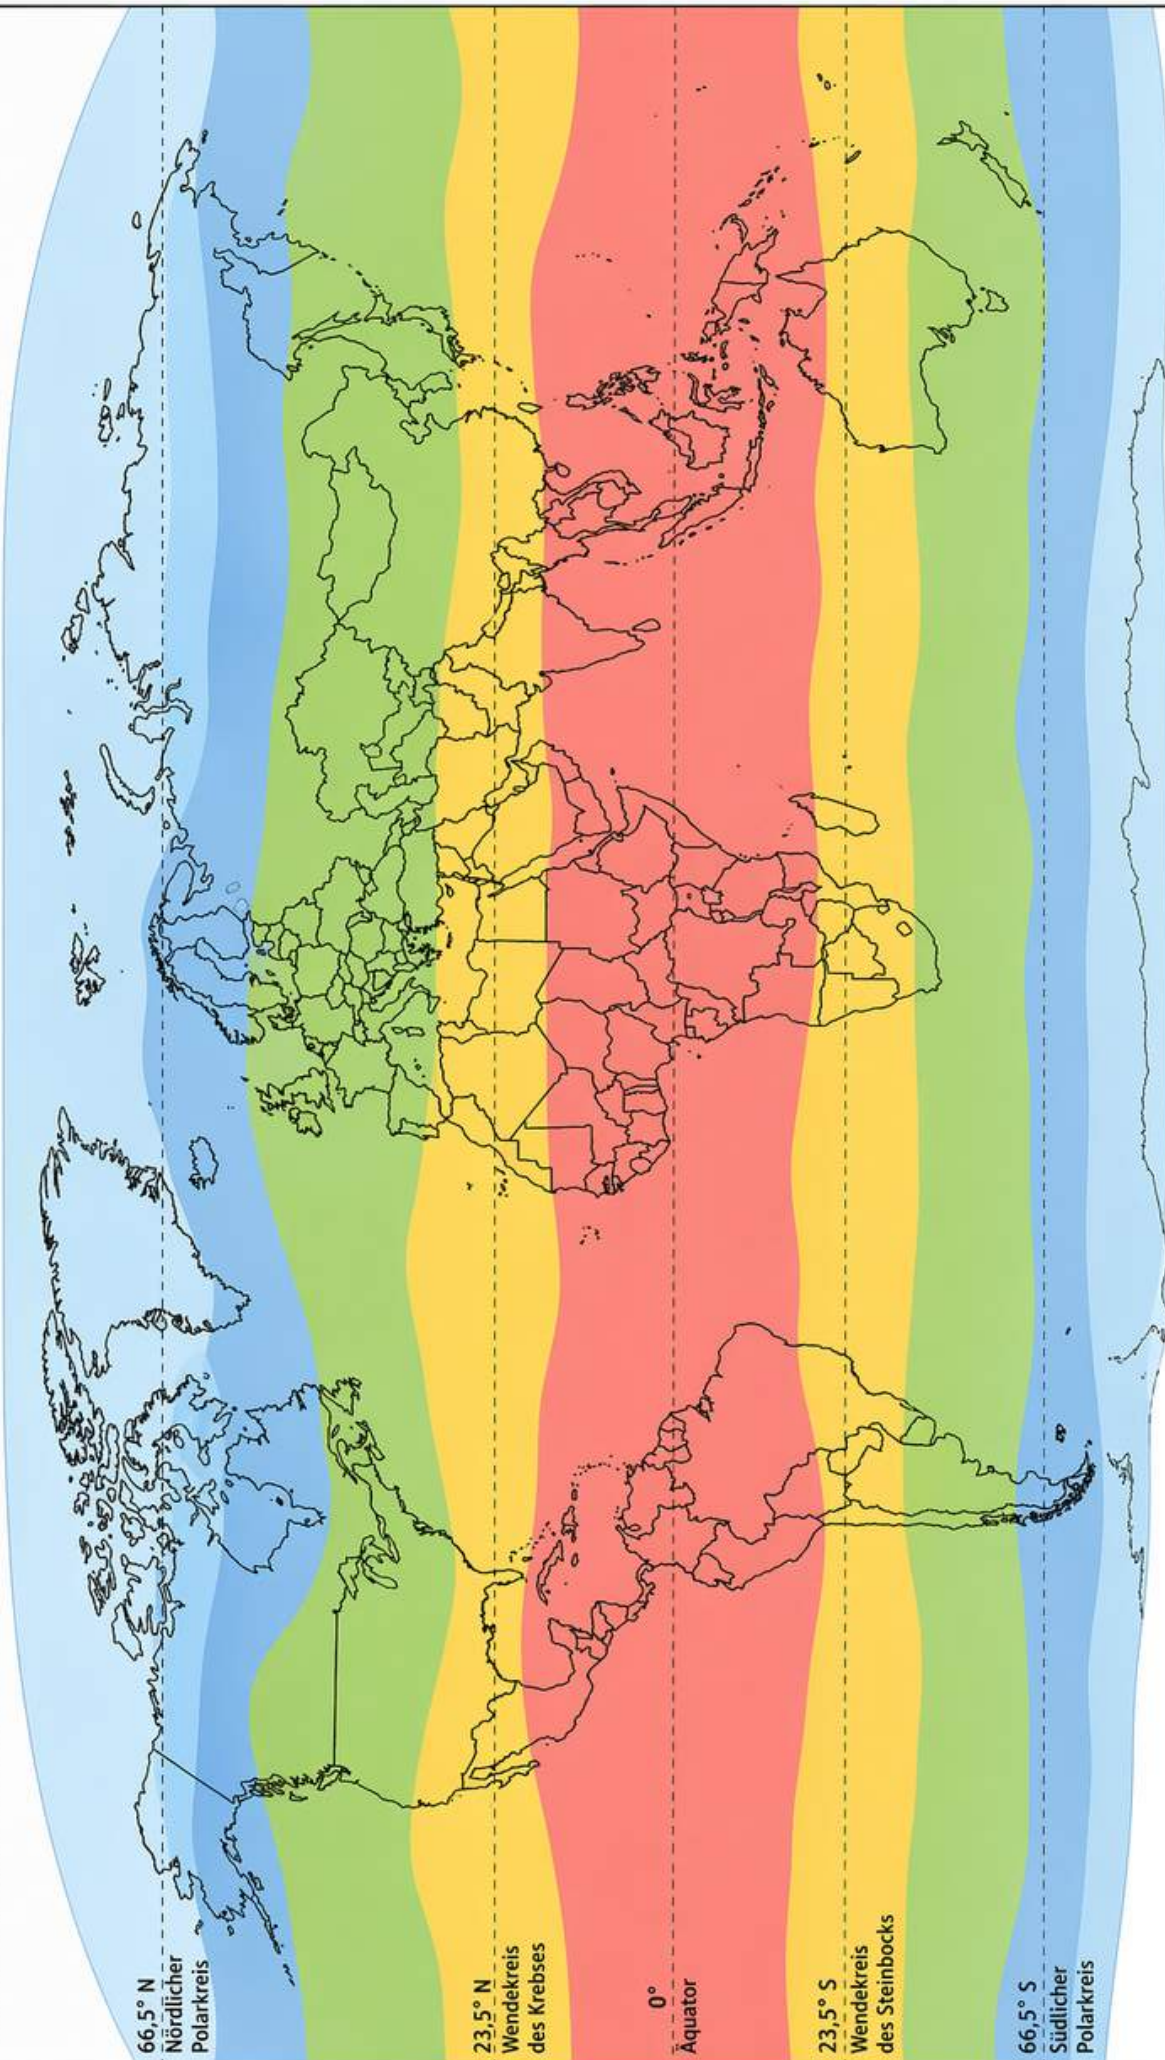 66,5° N
Nördlicher
Polarkreis
23,5° N
Wendekreis
des Krebses
0°
Äquator
23,5° S
Wendekreis
des Steinbocks
66,5° S
Südlicher
Polarkreis